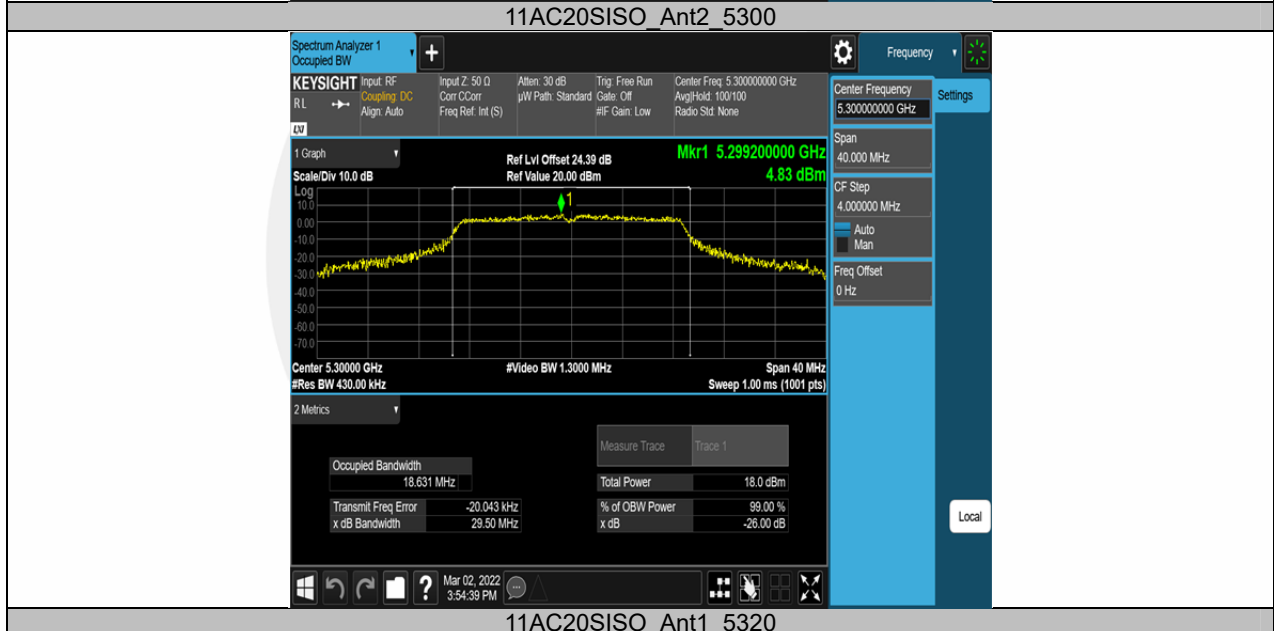 11AC20SISO_Ant2_5300
Spectrum Analyzer 1
Occupied BW
+
Frequency
KEYSIGHT
RL
LXI
Input: RF
Coupling: DC
Align: Auto
Input Z: 50 Ω
Corr CCorr
Freq Ref: Int (S)
Atten: 30 dB
µW Path: Standard
Trig: Free Run
Gate: Off
#IF Gain: Low
Center Freq: 5.300000000 GHz
Avg|Hold: 100/100
Radio Std: None
Center Frequency
5.300000000 GHz
Settings
Span
40.000 MHz
CF Step
4.000000 MHz
Auto
Man
Freq Offset
0 Hz
1 Graph
Scale/Div 10.0 dB
Ref Lvl Offset 24.39 dB
Ref Value 20.00 dBm
Mkr1 5.299200000 GHz
4.83 dBm
Log
10.0
0.00
-10.0
-20.0
-30.0
-40.0
-50.0
-60.0
-70.0
1
Center 5.30000 GHz
#Res BW 430.00 kHz
#Video BW 1.3000 MHz
Span 40 MHz
Sweep 1.00 ms (1001 pts)
2 Metrics
Measure Trace Trace 1
Occupied Bandwidth
18.631 MHz
Total Power 18.0 dBm
Transmit Freq Error -20.043 kHz
% of OBW Power 99.00 %
x dB Bandwidth 29.50 MHz
x dB -26.00 dB
Local
?
Mar 02, 2022
3:54:39 PM
11AC20SISO_Ant1_5320